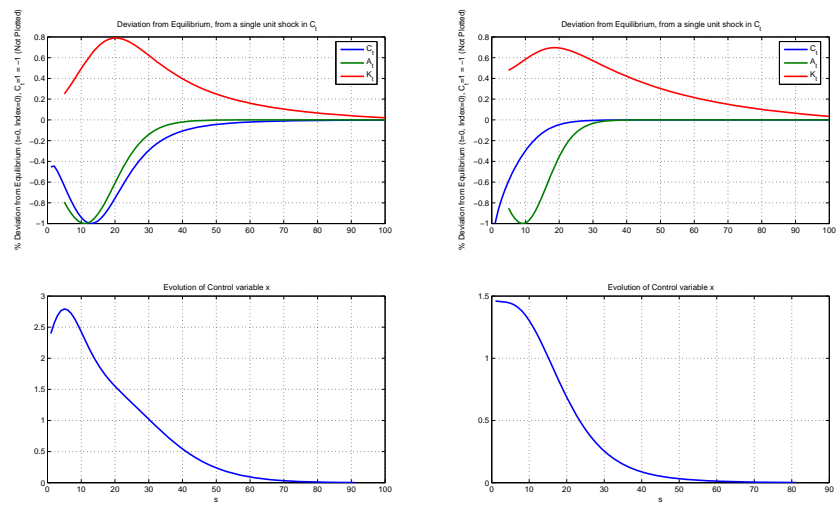 Deviation from Equilibrium, from a single unit shock in C_t
% Deviation from Equilibrium (t=0, Index=0), C_t=1 = −1 (Not Plotted)
0.8
0.6
0.4
0.2
0
−0.2
−0.4
−0.6
−0.8
−1
0 10 20 30 40 50 60 70 80 90 100
C_t
A_t
K_t
Deviation from Equilibrium, from a single unit shock in C_t
% Deviation from Equilibrium (t=0, Index=0), C_t=1 = −1 (Not Plotted)
0.8
0.6
0.4
0.2
0
−0.2
−0.4
−0.6
−0.8
−1
0 10 20 30 40 50 60 70 80 90 100
C_t
A_t
K_t
Evolution of Control variable x
3
2.5
2
1.5
1
0.5
0
0 10 20 30 40 50 60 70 80 90 100
s
Evolution of Control variable x
1.5
1
0.5
0
0 10 20 30 40 50 60 70 80 90
s